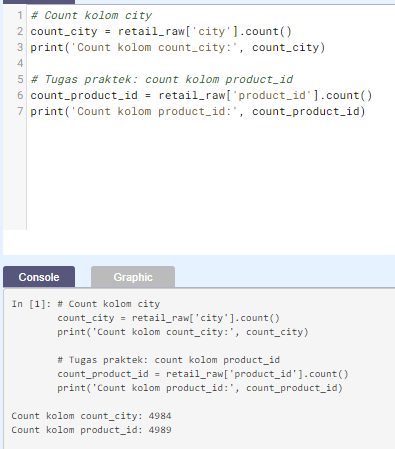 1 # Count kolom city
2 count_city = retail_raw['city'].count()
3 print('Count kolom count_city:', count_city)
4
5 # Tugas praktek: count kolom product_id
6 count_product_id = retail_raw['product_id'].count()
7 print('Count kolom product_id:', count_product_id)
Console Graphic
In [1]: # Count kolom city
count_city = retail_raw['city'].count()
print('Count kolom count_city:', count_city)
# Tugas praktek: count kolom product_id
count_product_id = retail_raw['product_id'].count()
print('Count kolom product_id:', count_product_id)
Count kolom count_city: 4984
Count kolom product_id: 4989